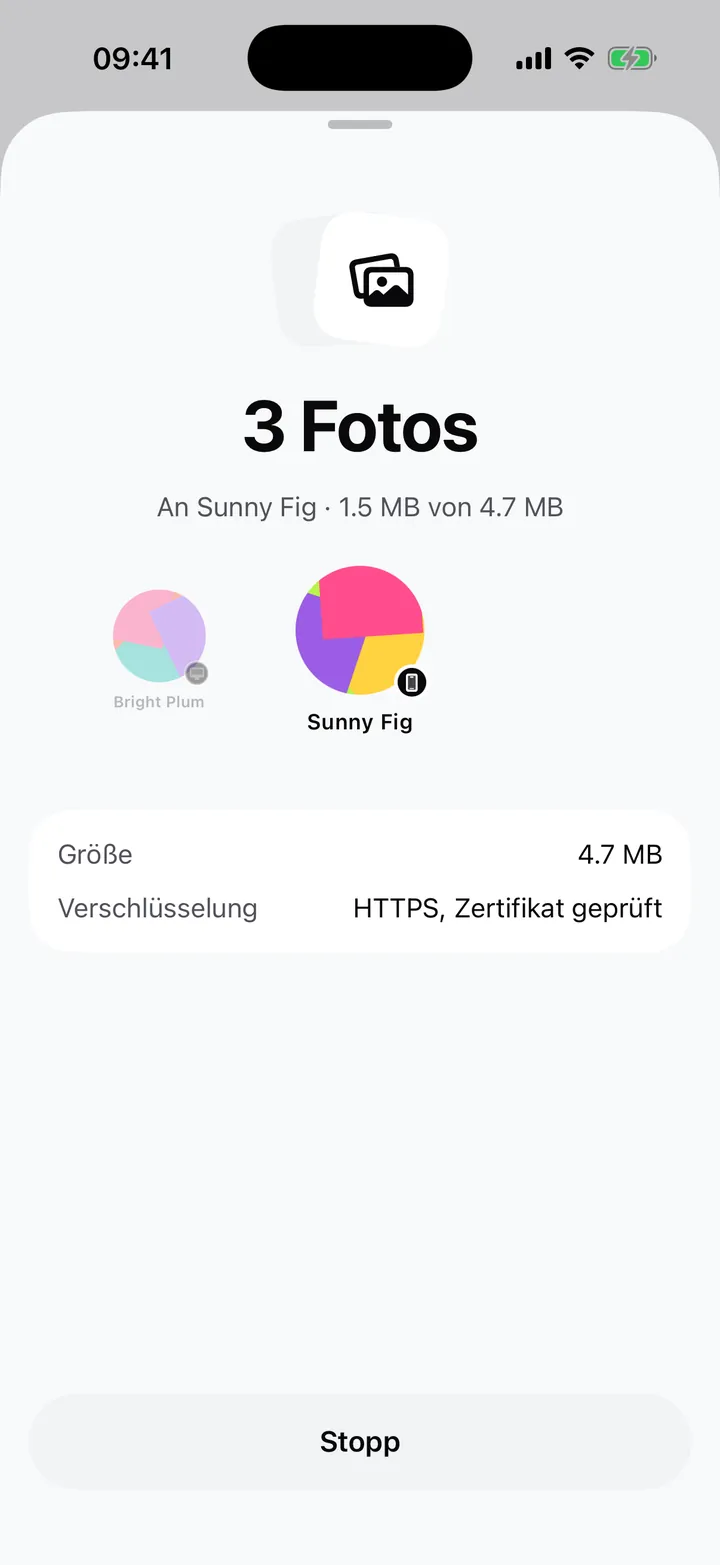 09:41
3 Fotos
An Sunny Fig · 1.5 MB von 4.7 MB
Bright Plum
Sunny Fig
Größe 4.7 MB
Verschlüsselung HTTPS, Zertifikat geprüft
Stopp